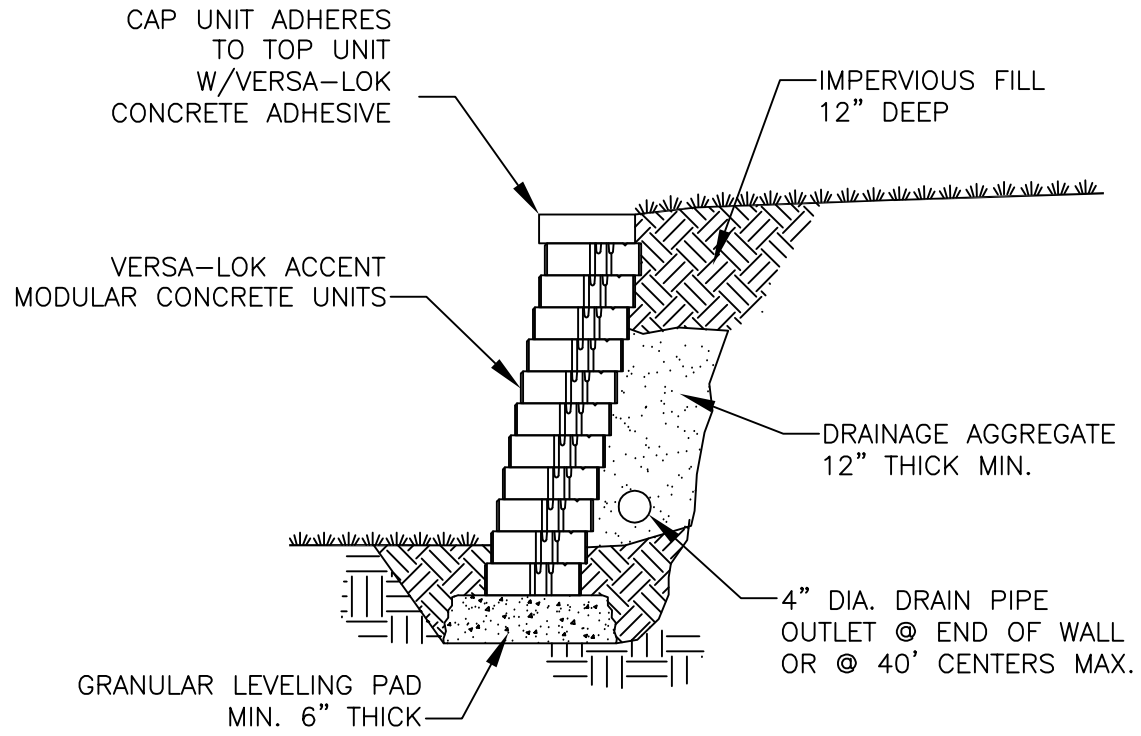 CAP UNIT ADHERES
TO TOP UNIT
W/VERSA–LOK
CONCRETE ADHESIVE
IMPERVIOUS FILL
12” DEEP
VERSA–LOK ACCENT
MODULAR CONCRETE UNITS
DRAINAGE AGGREGATE
12” THICK MIN.
4” DIA. DRAIN PIPE
OUTLET @ END OF WALL
OR @ 40’ CENTERS MAX.
GRANULAR LEVELING PAD
MIN. 6” THICK